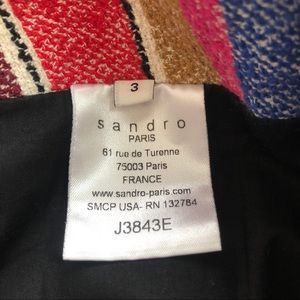 3
sandro
PARIS
61 rue de Turenne
75003 Paris
FRANCE
www.sandro-paris.com
SMCP USA- RN 132784
J3843E